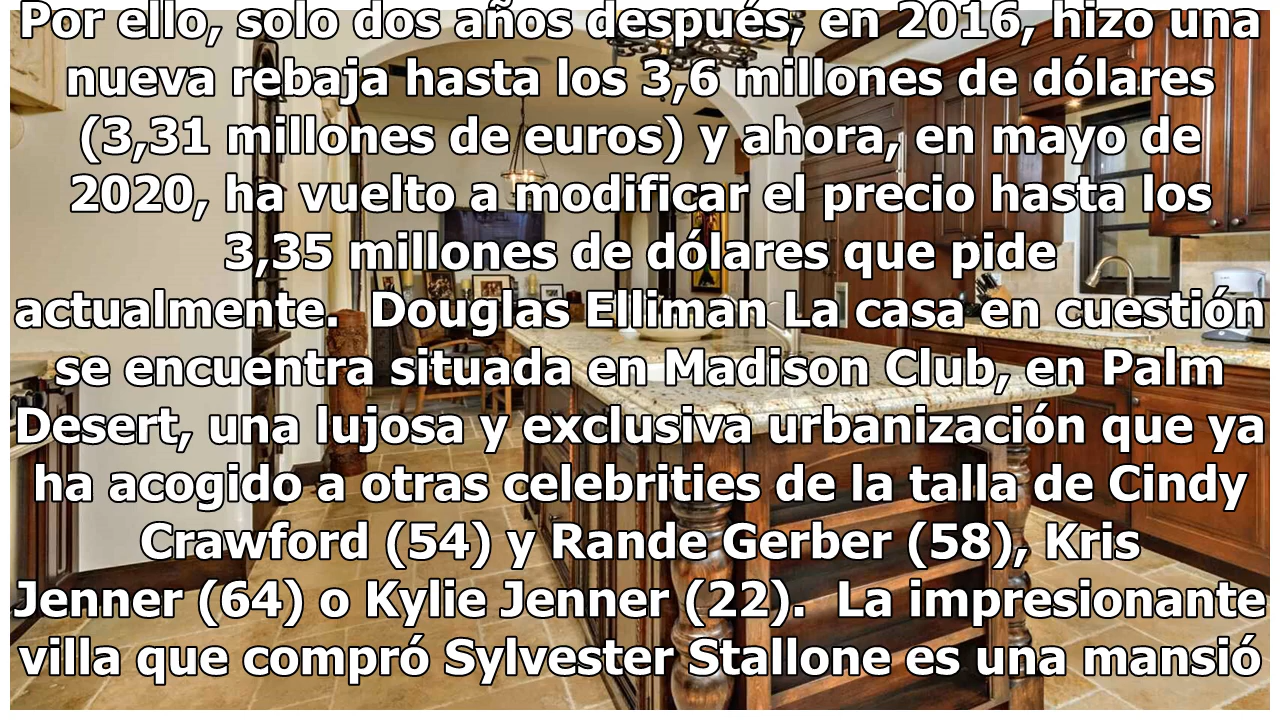 Por ello, solo dos años después, en 2016, hizo una
nueva rebaja hasta los 3,6 millones de dólares
(3,31 millones de euros) y ahora, en mayo de
2020, ha vuelto a modificar el precio hasta los
3,35 millones de dólares que pide
actualmente.  Douglas Elliman La casa en cuestión
se encuentra situada en Madison Club, en Palm
Desert, una lujosa y exclusiva urbanización que ya
ha acogido a otras celebrities de la talla de Cindy
Crawford (54) y Rande Gerber (58), Kris
Jenner (64) o Kylie Jenner (22).  La impresionante
villa que compró Sylvester Stallone es una mansió